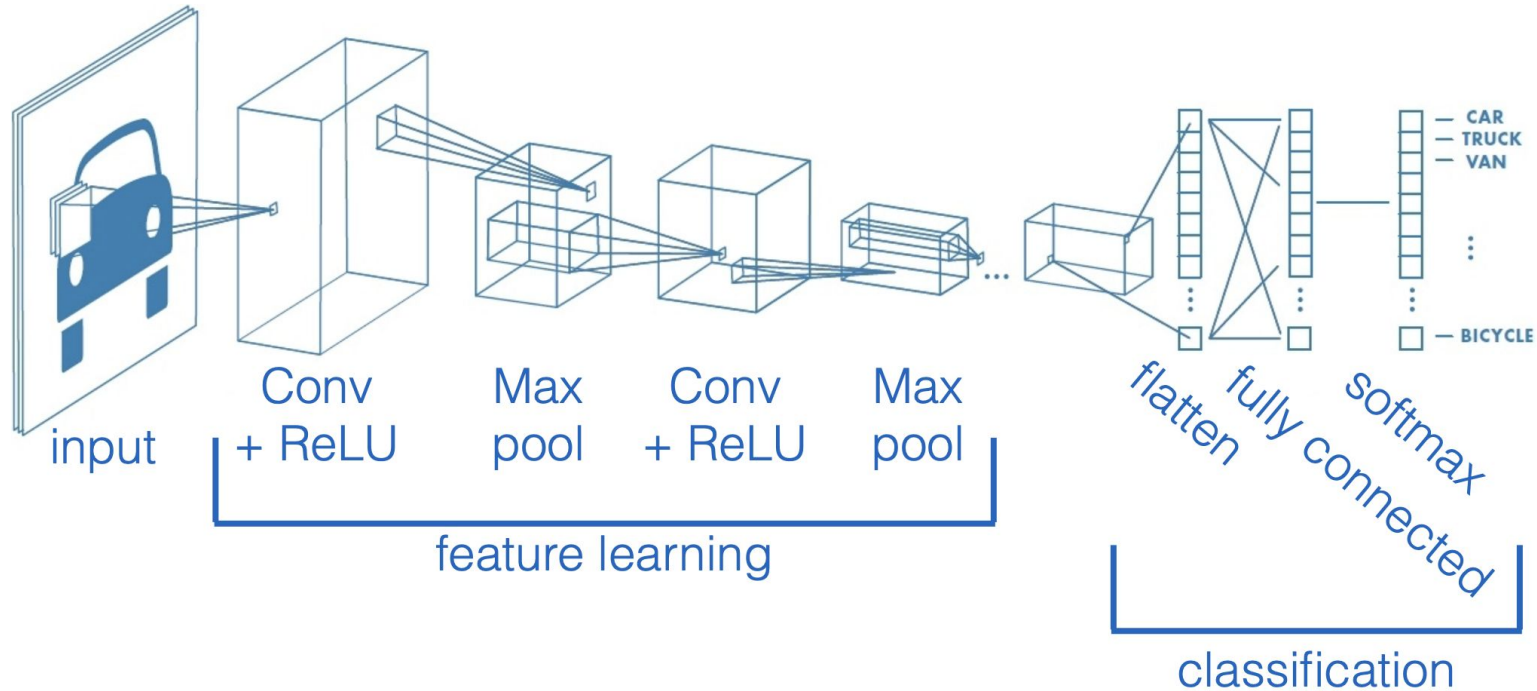 CAR
TRUCK
VAN
BICYCLE
input
Conv
+ ReLU
Max
pool
Conv
+ ReLU
Max
pool
flatten
fully connected
softmax
feature learning
classification